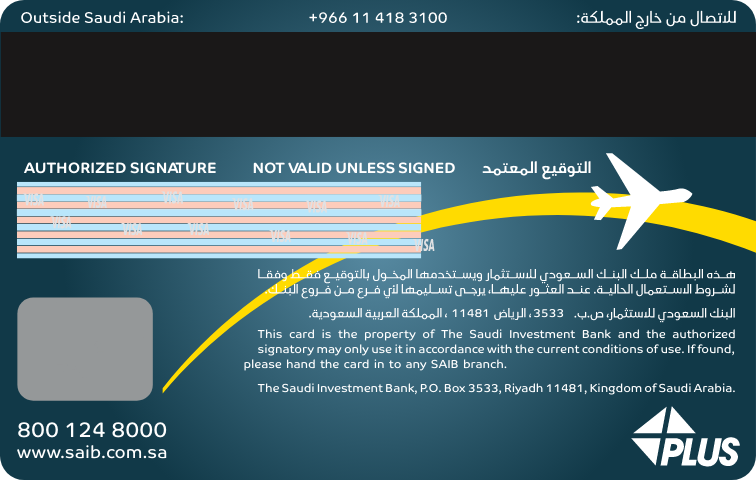 Outside Saudi Arabia: +966 11 418 3100 للاتصال من خارج المملكة:
AUTHORIZED SIGNATURE NOT VALID UNLESS SIGNED التوقيع المعتمد
VISA VISA VISA VISA VISA VISA
VISA VISA VISA VISA VISA VISA
هـذه البطاقة ملك البنك السعودي للاستثمار ويستخدمها المخول بالتوقيع فقط وفقا
لشروط الاستعمال الحالية. عند العثور عليها، يرجى تسليمها لأي فرع من فروع البنك.
البنك السعودي للاستثمار، ص.ب. 3533، الرياض 11481 ، المملكة العربية السعودية.
This card is the property of The Saudi Investment Bank and the authorized
signatory may only use it in accordance with the current conditions of use. If found,
please hand the card in to any SAIB branch.
The Saudi Investment Bank, P.O. Box 3533, Riyadh 11481, Kingdom of Saudi Arabia.
800 124 8000
www.saib.com.sa
PLUS